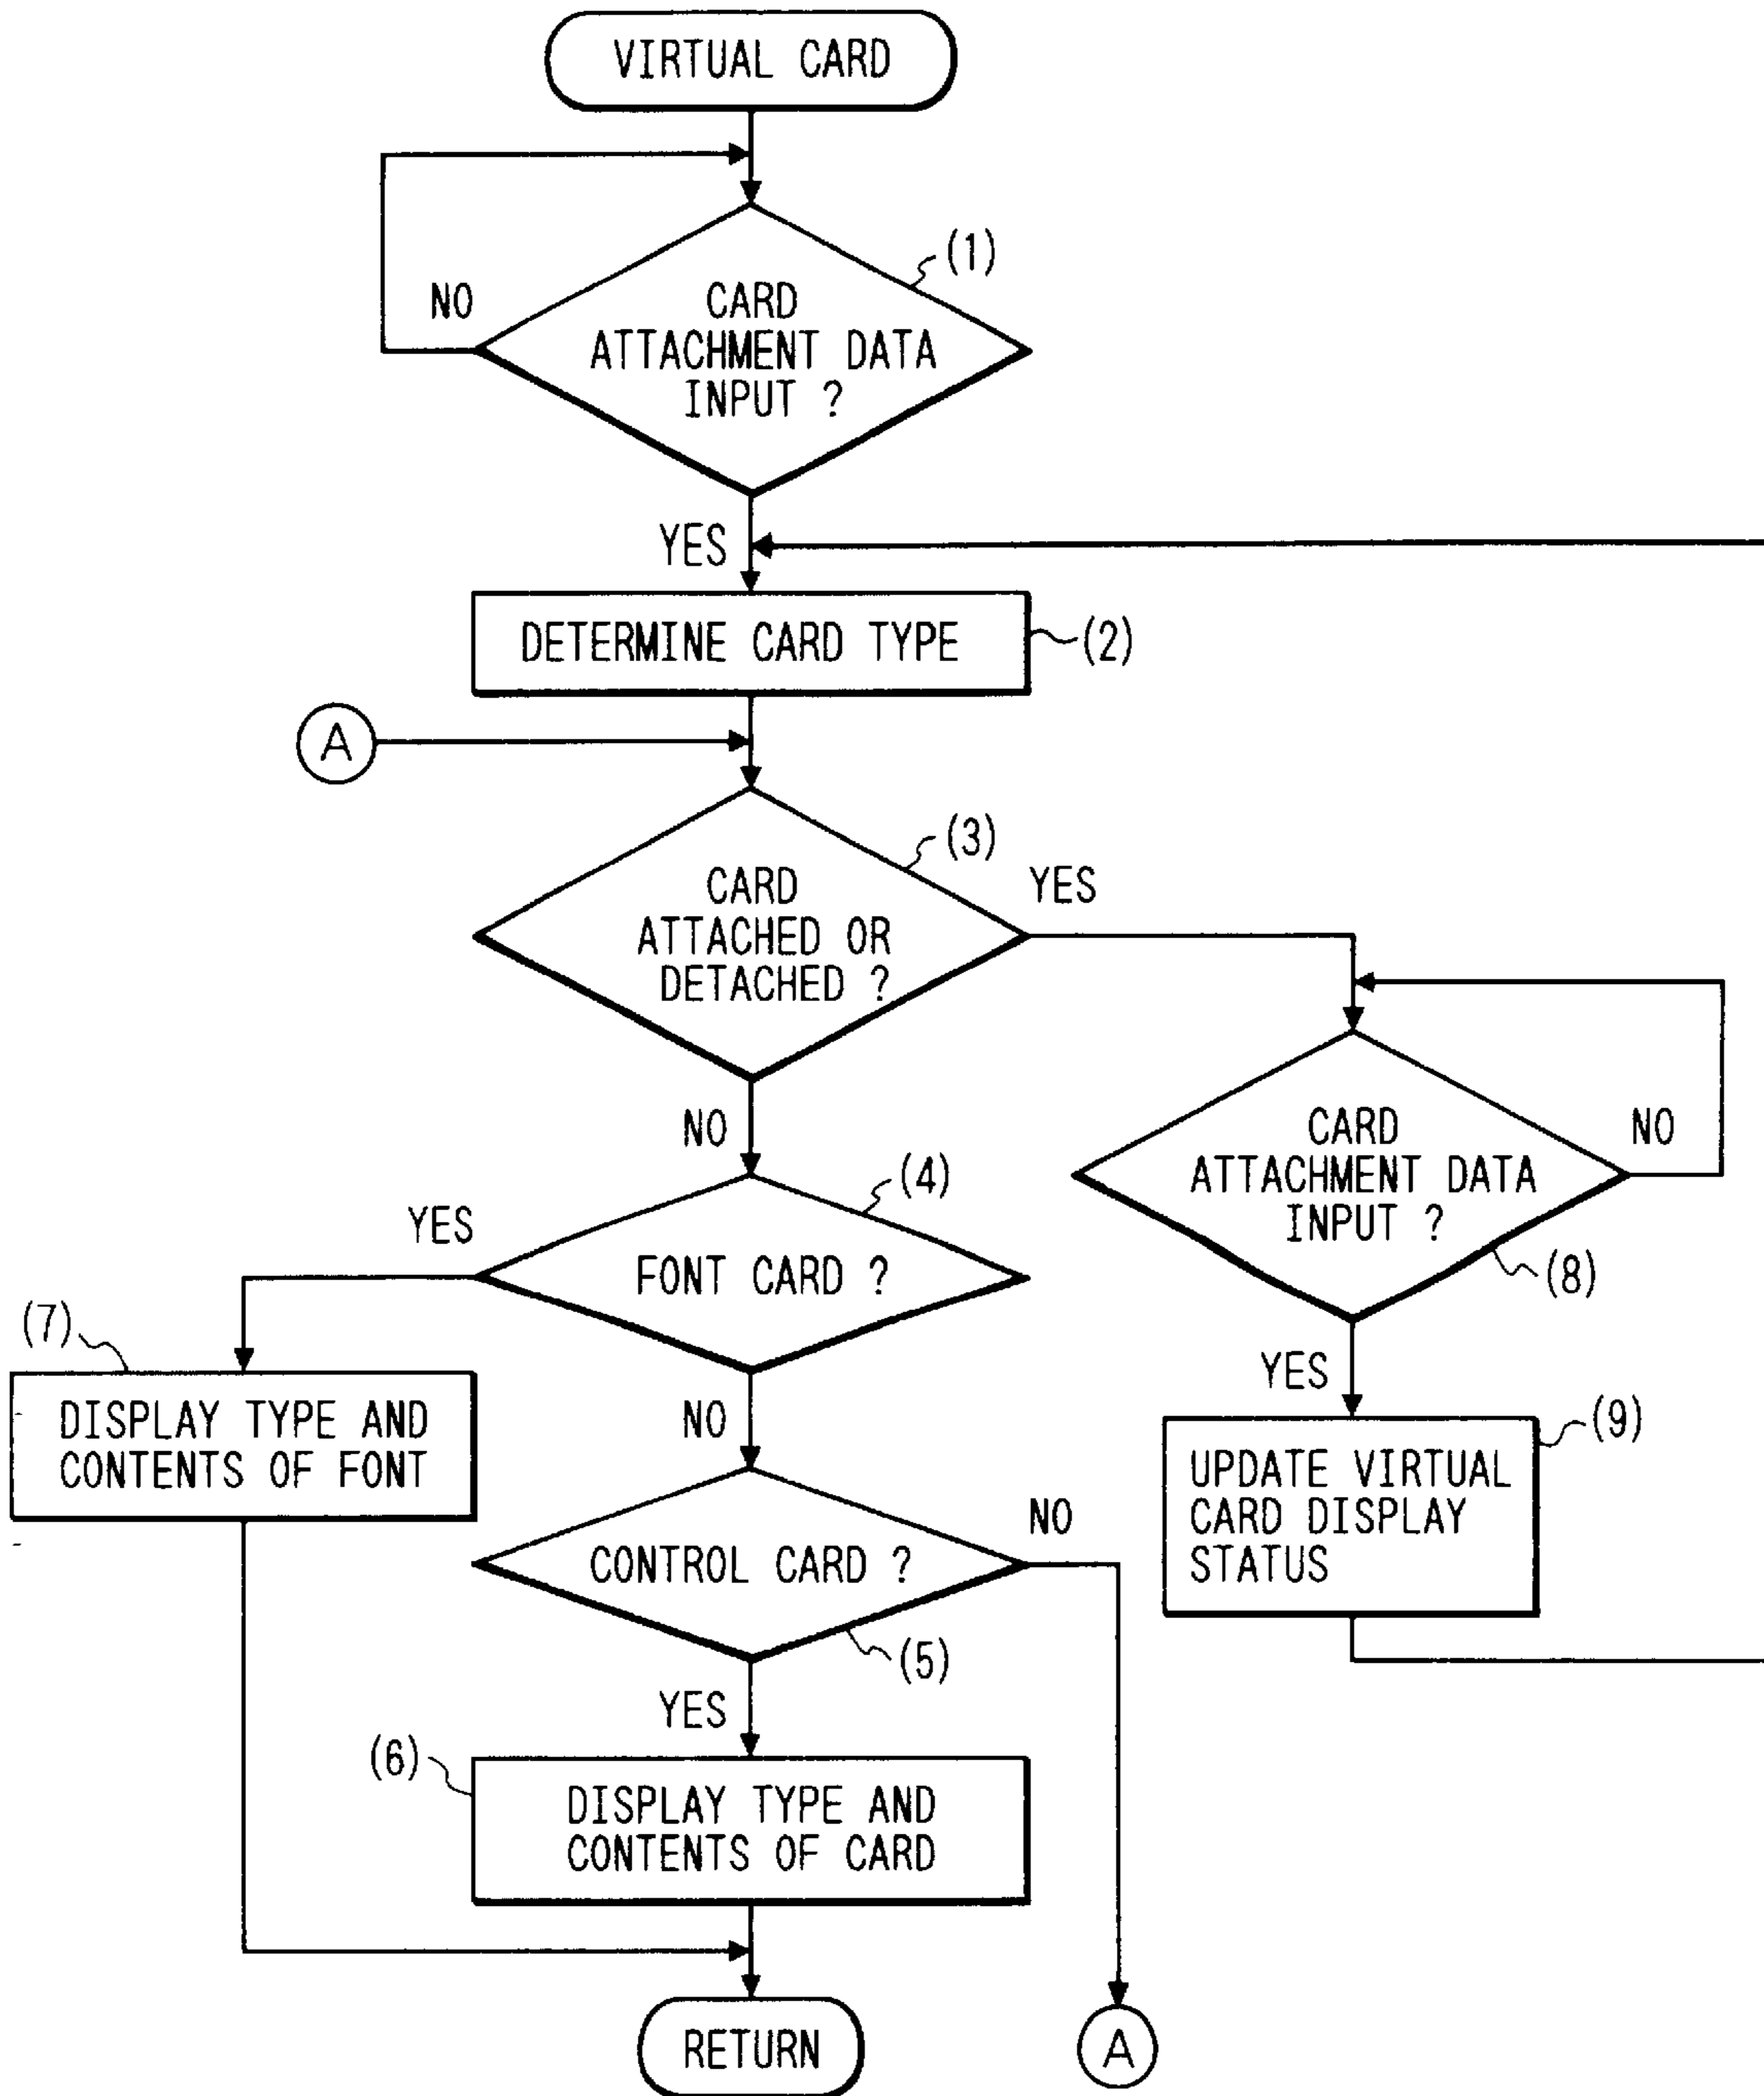 VIRTUAL CARD
(1)
NO
CARD
ATTACHMENT DATA
INPUT ?
YES
DETERMINE CARD TYPE
(2)
A
(3)
CARD
ATTACHED OR
DETACHED ?
YES
NO
CARD
ATTACHMENT DATA
INPUT ?
NO
(8)
(4)
YES
FONT CARD ?
(7)
DISPLAY TYPE AND
CONTENTS OF FONT
NO
YES
(9)
UPDATE VIRTUAL
CARD DISPLAY
STATUS
CONTROL CARD ?
NO
(5)
YES
(6)
DISPLAY TYPE AND
CONTENTS OF CARD
RETURN
A